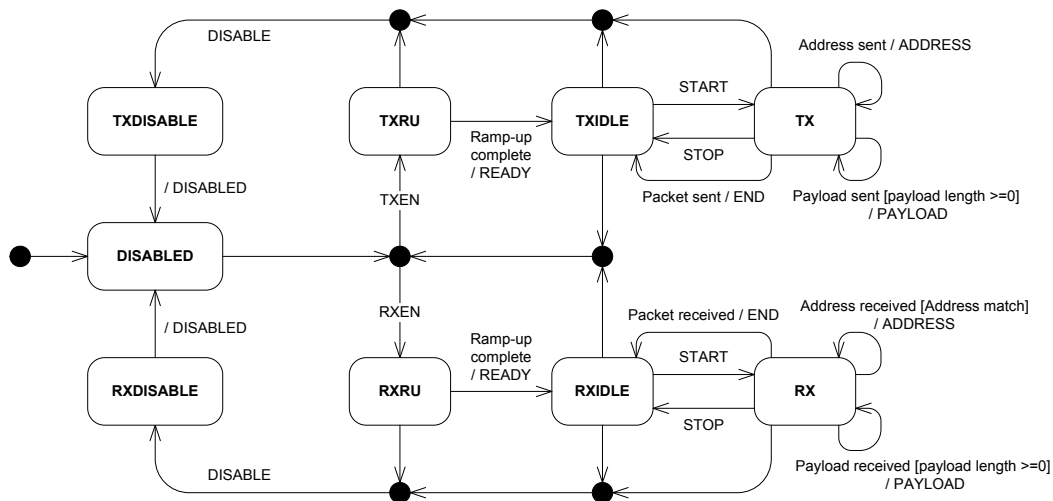 DISABLE
Address sent / ADDRESS
START
TXDISABLE
TXRU
TXIDLE
TX
Ramp-up
complete
/ READY
STOP
/ DISABLED
TXEN
Packet sent / END
Payload sent [payload length >=0]
/ PAYLOAD
DISABLED
RXEN
Packet received / END
Address received [Address match]
/ ADDRESS
/ DISABLED
Ramp-up
complete
/ READY
START
RXDISABLE
RXRU
RXIDLE
RX
STOP
DISABLE
Payload received [payload length >=0]
/ PAYLOAD